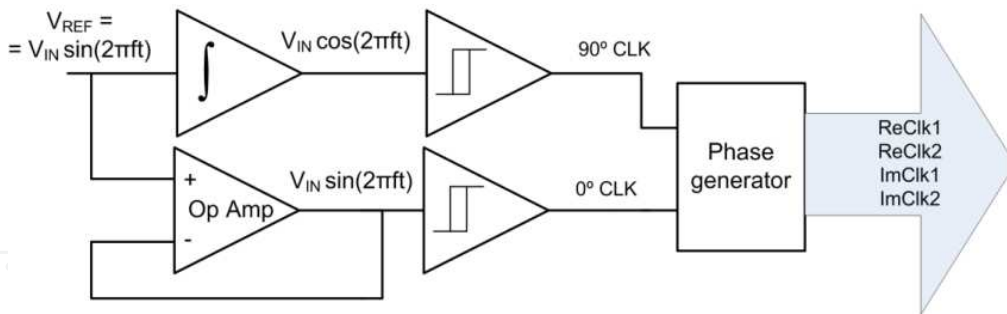 V_REF =
= V_IN sin(2πft)
∫
V_IN cos(2πft)
90º CLK
+
Op Amp
-
V_IN sin(2πft)
0º CLK
Phase
generator
ReClk1
ReClk2
ImClk1
ImClk2